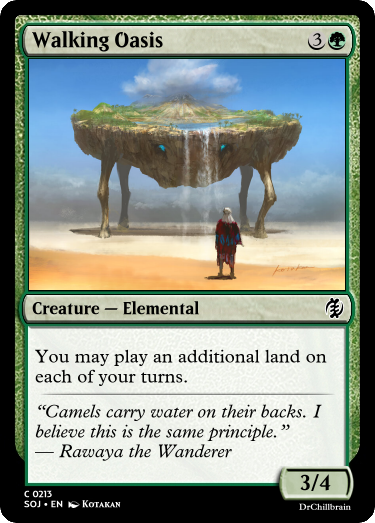 Walking Oasis 3
Creature — Elemental
You may play an additional land on
each of your turns.
“Camels carry water on their backs. I
believe this is the same principle.”
— Rawaya the Wanderer
3/4
C 0213
SOJ • EN Kotakan
DrChillbrain